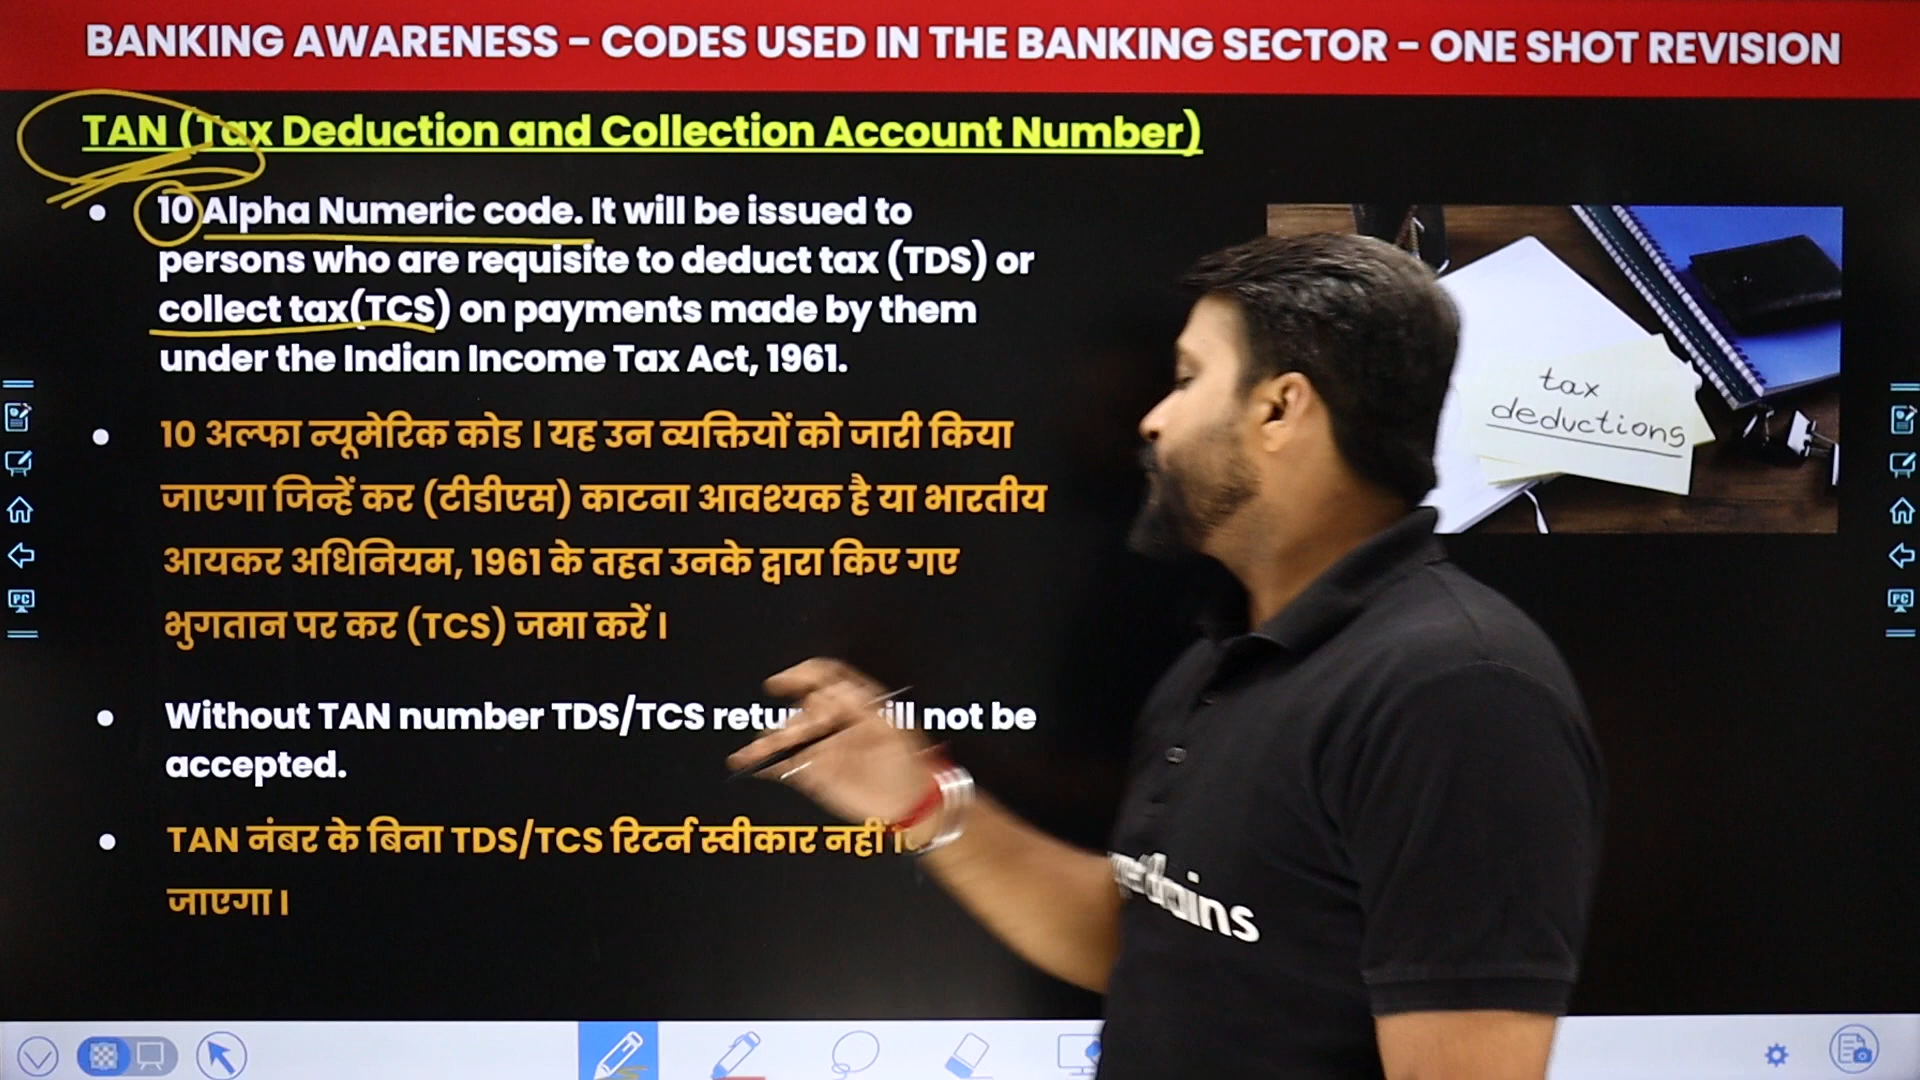 BANKING AWARENESS – CODES USED IN THE BANKING SECTOR – ONE SHOT REVISION
TAN (Tax Deduction and Collection Account Number)
• 10 Alpha Numeric code. It will be issued to
persons who are requisite to deduct tax (TDS) or
collect tax(TCS) on payments made by them
under the Indian Income Tax Act, 1961.
• 10 अल्फा न्यूमेरिक कोड । यह उन व्यक्तियों को जारी किया
जाएगा जिन्हें कर (टीडीएस) काटना आवश्यक है या भारतीय
आयकर अधिनियम, 1961 के तहत उनके द्वारा किए गए
भुगतान पर कर (TCS) जमा करें ।
• Without TAN number TDS/TCS not be
accepted.
• TAN नंबर के बिना TDS/TCS रिटर्न स्वीकार नहीं
जाएगा ।
tax
deductions
PC
PC